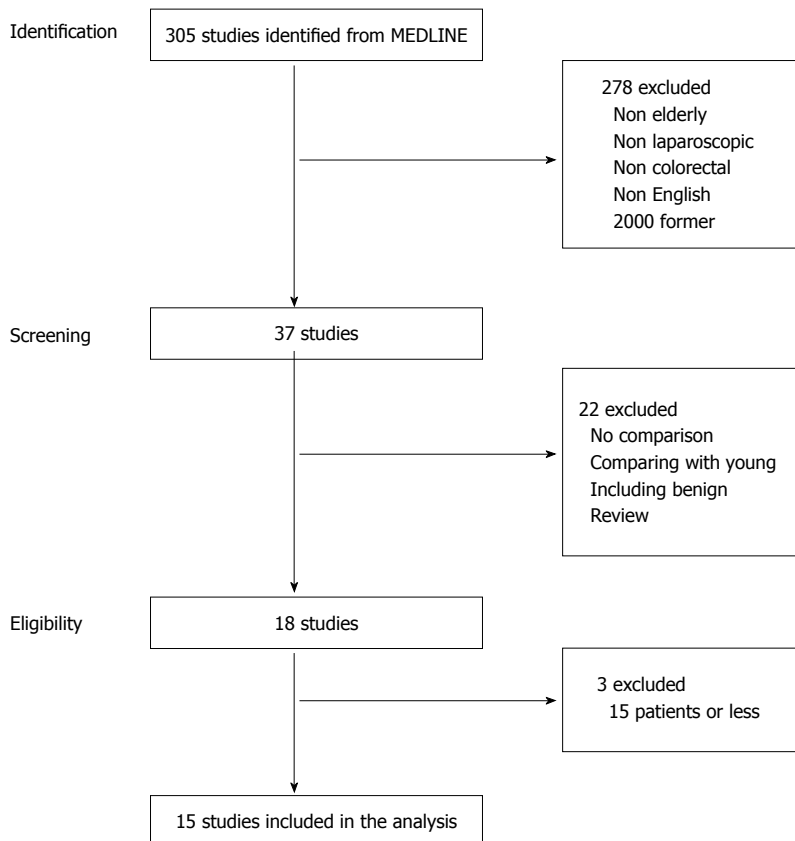 Identification
305 studies identified from MEDLINE
278 excluded
Non elderly
Non laparoscopic
Non colorectal
Non English
2000 former
Screening
37 studies
22 excluded
No comparison
Comparing with young
Including benign
Review
Eligibility
18 studies
3 excluded
15 patients or less
15 studies included in the analysis